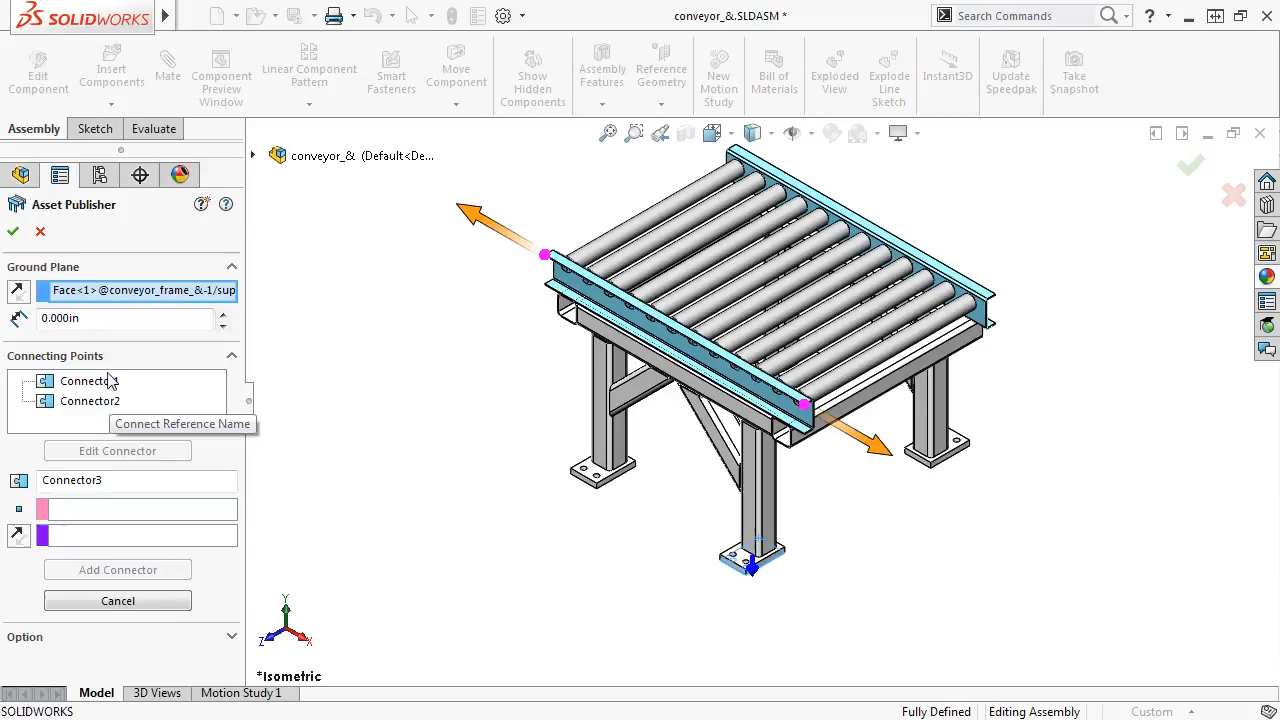 SOLIDWORKS
conveyor_&.SLDASM *
Search Commands
?
Edit Component
Insert Components
Mate
Component Preview Window
Linear Component Pattern
Smart Fasteners
Move Component
Show Hidden Components
Assembly Features
Reference Geometry
New Motion Study
Bill of Materials
Exploded View
Explode Line Sketch
Instant3D
Update Speedpak
Take Snapshot
Assembly
Sketch
Evaluate
conveyor_& (Default<De...
Asset Publisher
Ground Plane
Face<1>@conveyor_frame_&-1/sup
0.000in
Connecting Points
Connector1
Connector2
Connect Reference Name
Edit Connector
Connector3
Add Connector
Cancel
Option
Y
Z
X
*Isometric
Model
3D Views
Motion Study 1
SOLIDWORKS
Fully Defined
Editing Assembly
Custom